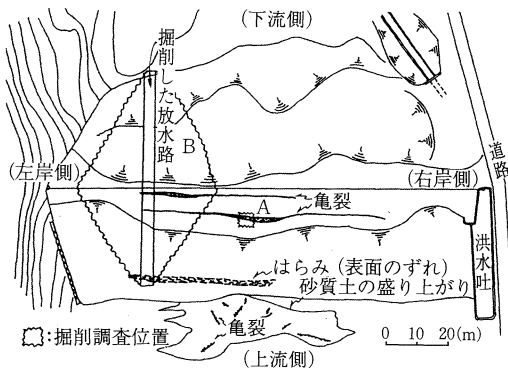 (下流側)
掘削した放水路
B
道路
(左岸側)
(右岸側)
A
亀裂
洪水吐
はらみ(表面のずれ)
砂質土の盛り上がり
:掘削調査位置
亀裂
0 10 20(m)
(上流側)